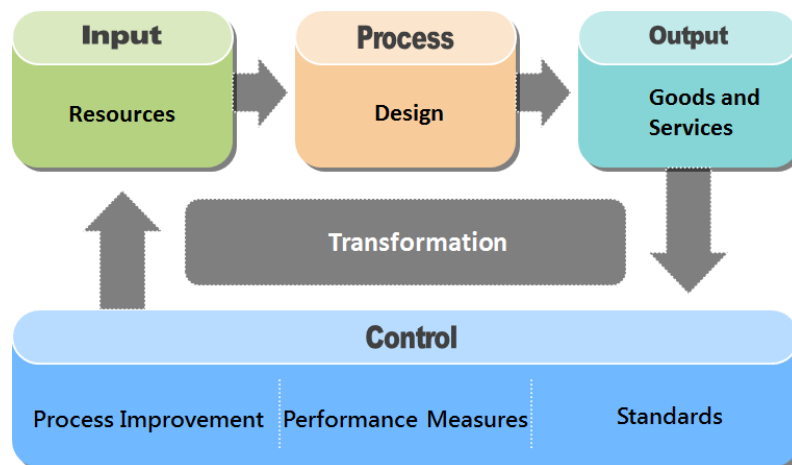 Input
Process
Output
Resources
Design
Goods and
Services
Transformation
Control
Process Improvement
Performance Measures
Standards